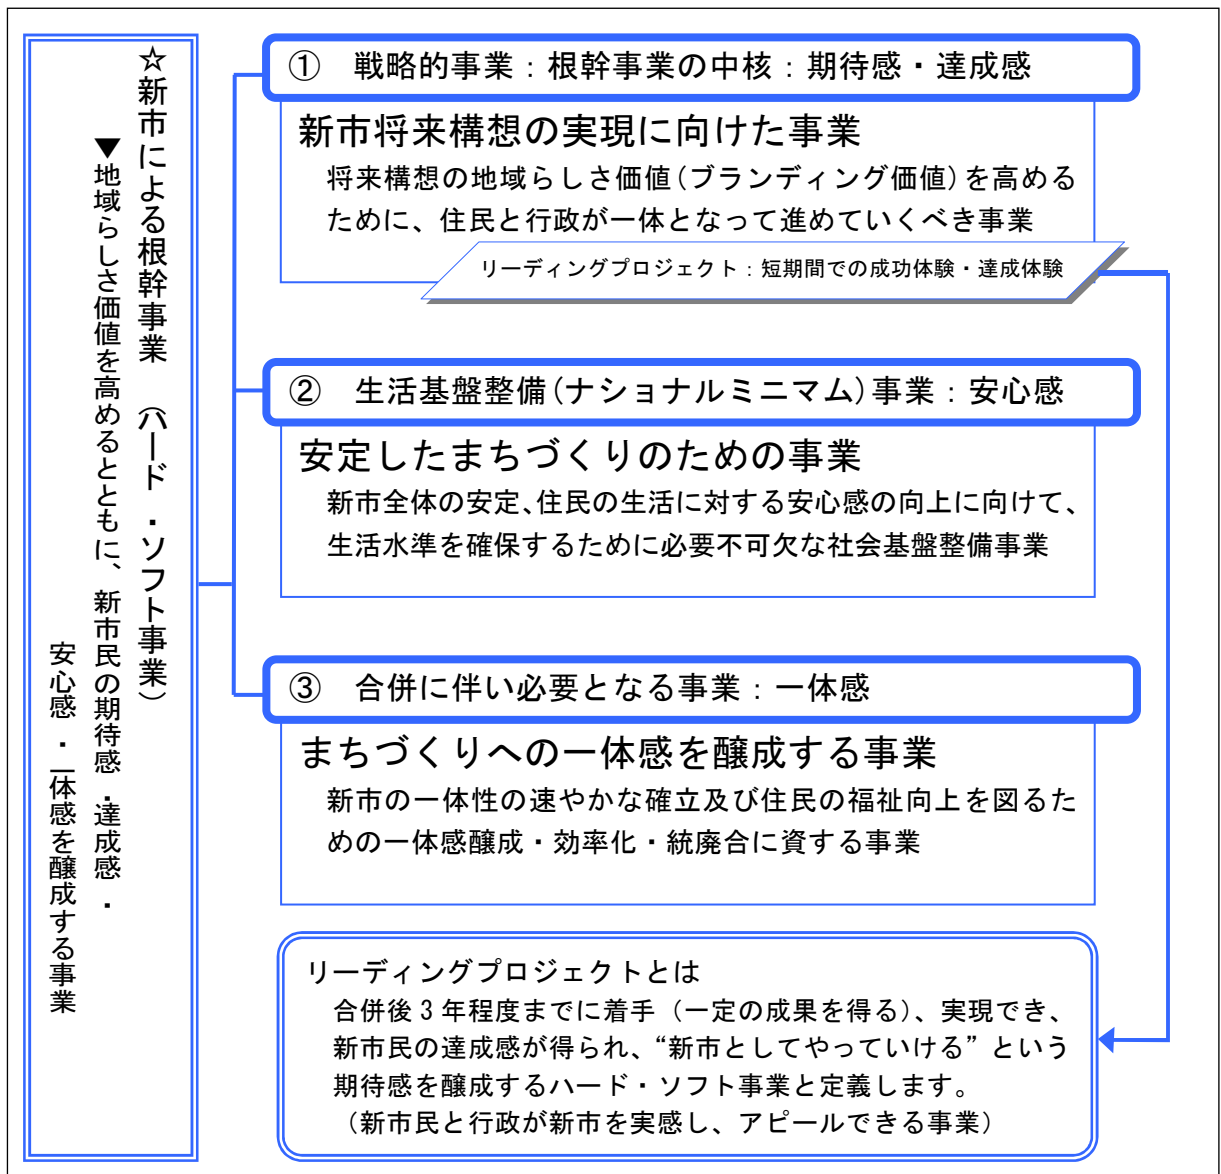 ☆新市による根幹事業　（ハード・ソフト事業）
▼地域らしさ価値を高めるとともに、新市民の期待感・達成感・
安心感・一体感を醸成する事業
①　戦略的事業：根幹事業の中核：期待感・達成感
新市将来構想の実現に向けた事業
将来構想の地域らしさ価値(ブランディング価値)を高める
ために、住民と行政が一体となって進めていくべき事業
リーディングプロジェクト：短期間での成功体験・達成体験
②　生活基盤整備(ナショナルミニマム)事業：安心感
安定したまちづくりのための事業
新市全体の安定、住民の生活に対する安心感の向上に向けて、
生活水準を確保するために必要不可欠な社会基盤整備事業
③　合併に伴い必要となる事業：一体感
まちづくりへの一体感を醸成する事業
新市の一体性の速やかな確立及び住民の福祉向上を図るた
めの一体感醸成・効率化・統廃合に資する事業
リーディングプロジェクトとは
合併後３年程度までに着手（一定の成果を得る）、実現でき、
新市民の達成感が得られ、“新市としてやっていける”という
期待感を醸成するハード・ソフト事業と定義します。
（新市民と行政が新市を実感し、アピールできる事業）